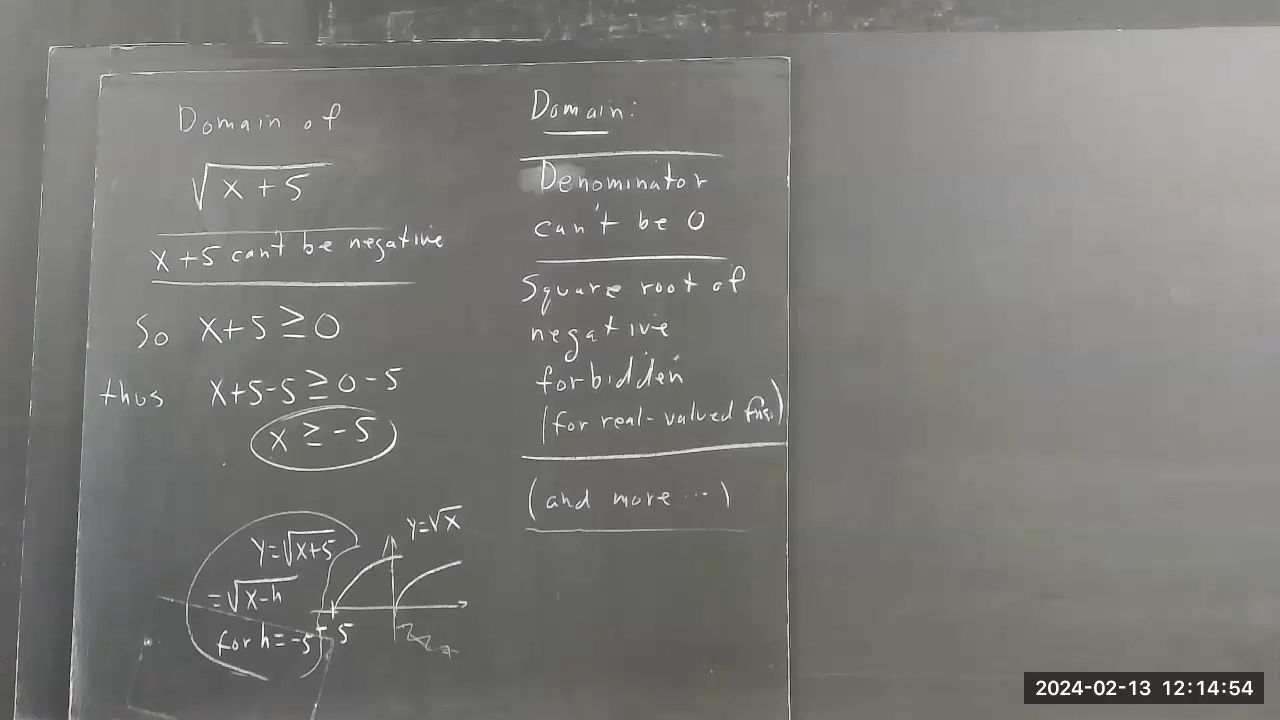 Domain of
√x+5
x+5 can't be negative
So x+5≥0
thus x+5-5≥0-5
x≥-5
y=√x+5
=√x-h
for h=-5
y=√x
-5
Domain:
Denominator
can't be 0
Square root of
negative
forbidden
(for real-valued fns.)
(and more ...)
2024-02-13 12:14:54